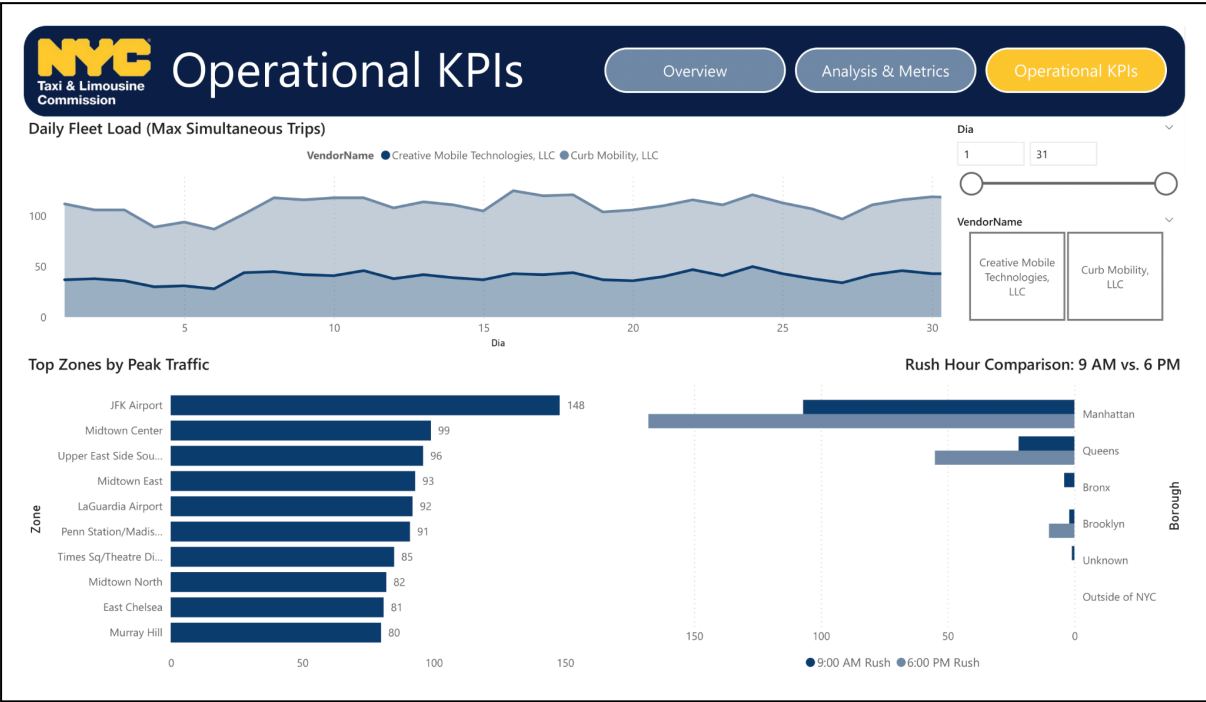 NYC
Taxi & Limousine
Commission
Operational KPIs
Overview
Analysis & Metrics
Operational KPIs
Daily Fleet Load (Max Simultaneous Trips)
VendorName Creative Mobile Technologies, LLC Curb Mobility, LLC
100
50
0
5 10 15 20 25 30
Dia
Dia
1 31
VendorName
Creative Mobile
Technologies,
LLC
Curb Mobility,
LLC
Top Zones by Peak Traffic
Zone
JFK Airport 148
Midtown Center 99
Upper East Side Sou... 96
Midtown East 93
LaGuardia Airport 92
Penn Station/Madis... 91
Times Sq/Theatre Di... 85
Midtown North 82
East Chelsea 81
Murray Hill 80
0 50 100 150
Rush Hour Comparison: 9 AM vs. 6 PM
Manhattan
Queens
Bronx
Brooklyn
Unknown
Outside of NYC
Borough
150 100 50 0
9:00 AM Rush 6:00 PM Rush